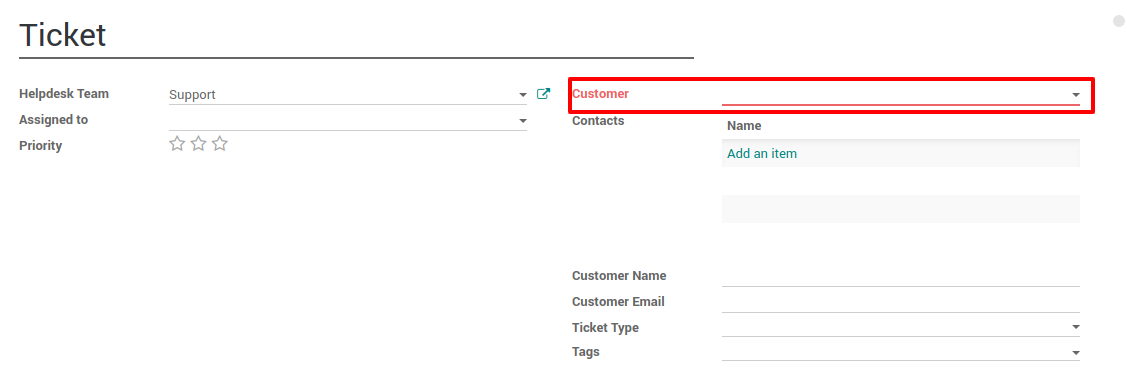 Ticket
Helpdesk Team Support
Assigned to
Priority
Customer
Contacts
Name
Add an item
Customer Name
Customer Email
Ticket Type
Tags